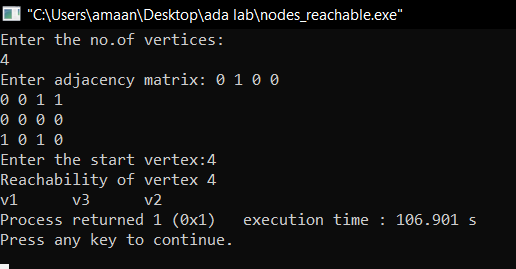 "C:\Users\amaan\Desktop\ada lab\nodes_reachable.exe"
Enter the no.of vertices:
4
Enter adjacency matrix: 0 1 0 0
0 0 1 1
0 0 0 0
1 0 1 0
Enter the start vertex:4
Reachability of vertex 4
v1      v3      v2
Process returned 1 (0x1)   execution time : 106.901 s
Press any key to continue.